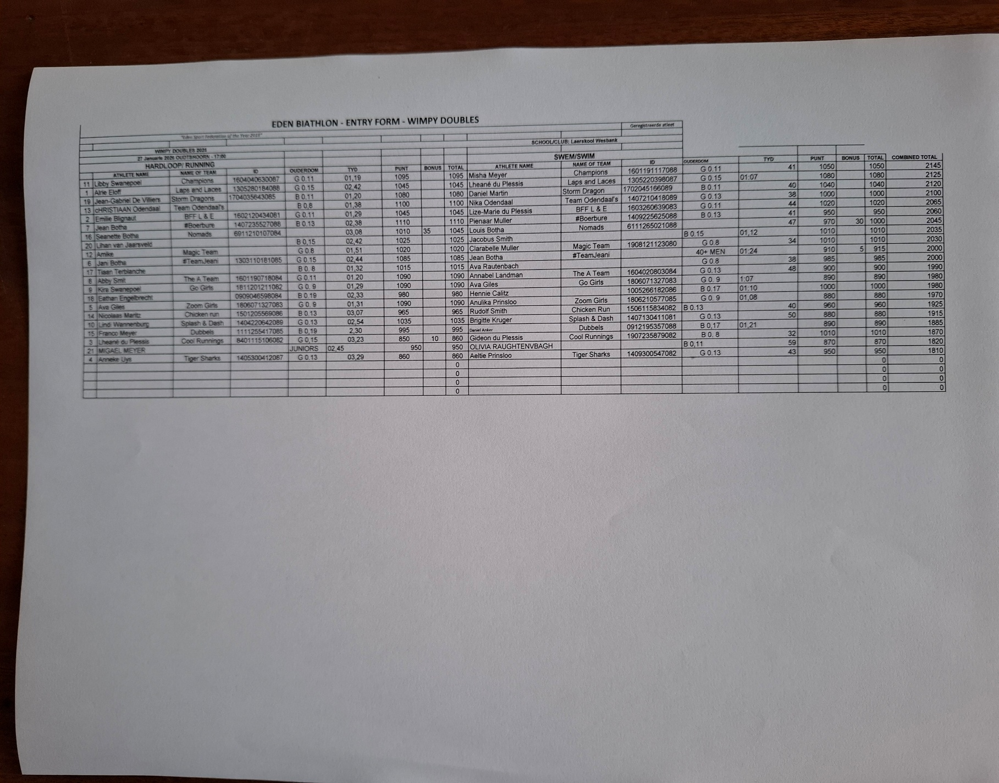 EDEN BIATHLON - ENTRY FORM - WIMPY DOUBLES
Geregistreerde atleet
"Eden Sport Federation of the Year 2015"
SCHOOL/CLUB: Laerskool Wesbank
WIMPY DOUBLES 2026
27 Januarie 2026 OUDTSHOORN - 17:00
HARDLOOP/ RUNNING SWEM/SWIM
ATHLETE NAME NAME OF TEAM ID OUDERDOM TYD PUNT BONUS TOTAL ATHLETE NAME NAME OF TEAM ID OUDERDOM TYD PUNT BONUS TOTAL COMBINED TOTAL
11 Libby Swanepoel Champions 1604040630087 G 0.11 01,19 1095 1095 Misha Meyer Champions 1601191117088 G 0.11 41 1050 1050 2145
1 Alrie Eloff Laps and Laces 1305280184088 G 0.15 02,42 1045 1045 Lheané du Plessis Laps and Laces 1305220398087 G 0.15 01:07 1080 1080 2125
19 Jean-Gabriel De Villiers Storm Dragons 1704035643085 B 0.11 01,20 1080 1080 Daniel Martin Storm Dragon 1702045166089 B 0.11 40 1040 1040 2120
13 cHRISTIAAN Odendaal Team Odendaal's B 0,8 01,38 1100 1100 Nika Odendaal Team Odendaal's 1407210418089 G 0.13 38 1000 1000 2100
2 Emilie Blignaut BFF L & E 1602120434081 G 0.11 01,29 1045 1045 Lize-Marie du Plessis BFF L & E 1603260639083 G 0.11 44 1020 1020 2065
7 Jean Botha #Boerbure 1407235527088 B 0.13 02,38 1110 1110 Pienaar Muller #Boerbure 1409225625088 B 0.13 41 950 950 2060
16 Seanette Botha Nomads 6911210107084 03,08 1010 35 1045 Louis Botha Nomads 6111265021088 47 970 30 1000 2045
20 Lihan van Jaarsveld B 0,15 02,42 1025 1025 Jacobus Smith B 0.15 01,12 1010 1010 2035
12 Amike Magic Team G 0.8 01,51 1020 1020 Clarabelle Muller Magic Team 1908121123080 G 0.8 34 1010 1010 2030
6 Jani Botha #TeamJeani 1303110181085 G 0.15 02,44 1085 1085 Jean Botha #TeamJeani 40+ MEN 01:24 910 5 915 2000
17 Tiaan Terblanche B 0. 8 01,32 1015 1015 Ava Rautenbach G 0.8 38 985 985 2000
8 Abby Smit The A Team 1601190718084 G 0.11 01.20 1090 1090 Annabel Landman The A Team 1604020803084 G 0.13 48 900 900 1990
9 Kira Swanepoel Go Girls 1811201211082 G 0. 9 01,29 1090 1090 Ava Giles Go Girls 1806071327083 G 0. 9 1:07 890 890 1980
18 Eathan Engelbrecht 0909046598084 B 0.19 02,33 980 980 Hennie Calitz 1005266182086 B 0.17 01:10 1000 1000 1980
5 Ava Giles Zoom Girls 1806071327083 G 0. 9 01,31 1090 1090 Anulika Prinsloo Zoom Girls 1806210577085 G 0. 9 01,08 880 880 1970
14 Nicolaas Maritz Chicken run 1501205569086 B 0.13 03,07 965 965 Rudolf Smith Chicken Run 1506115834082 B 0.13 40 960 960 1925
10 Lindi Wannenburg Splash & Dash 1404220642089 G 0.13 02,54 1035 1035 Brigitte Kruger Splash & Dash 1407130411081 G 0.13 50 880 880 1915
15 Franco Meyer Dubbels 1111255417085 B 0,19 2,30 995 995 Daniel Anker Dubbels 0912195357088 B 0,17 01,21 890 890 1885
3 Lheané du Plessis Cool Runnings 8401115106082 G 0,15 03,23 850 10 860 Gideon du Plessis Cool Runnings 1907235879082 B 0. 8 32 1010 1010 1870
21 MIGAEL MEYER JUNIORS 02,45 950 950 OLIVIA RAUGHTENVBAGH B 0,11 59 870 870 1820
4 Anneke Uys Tiger Sharks 1405300412087 G 0.13 03,29 860 860 Aeltie Prinsloo Tiger Sharks 1409300547082 G 0.13 43 950 950 1810
0 0 0
0 0 0
0 0 0
0 0 0